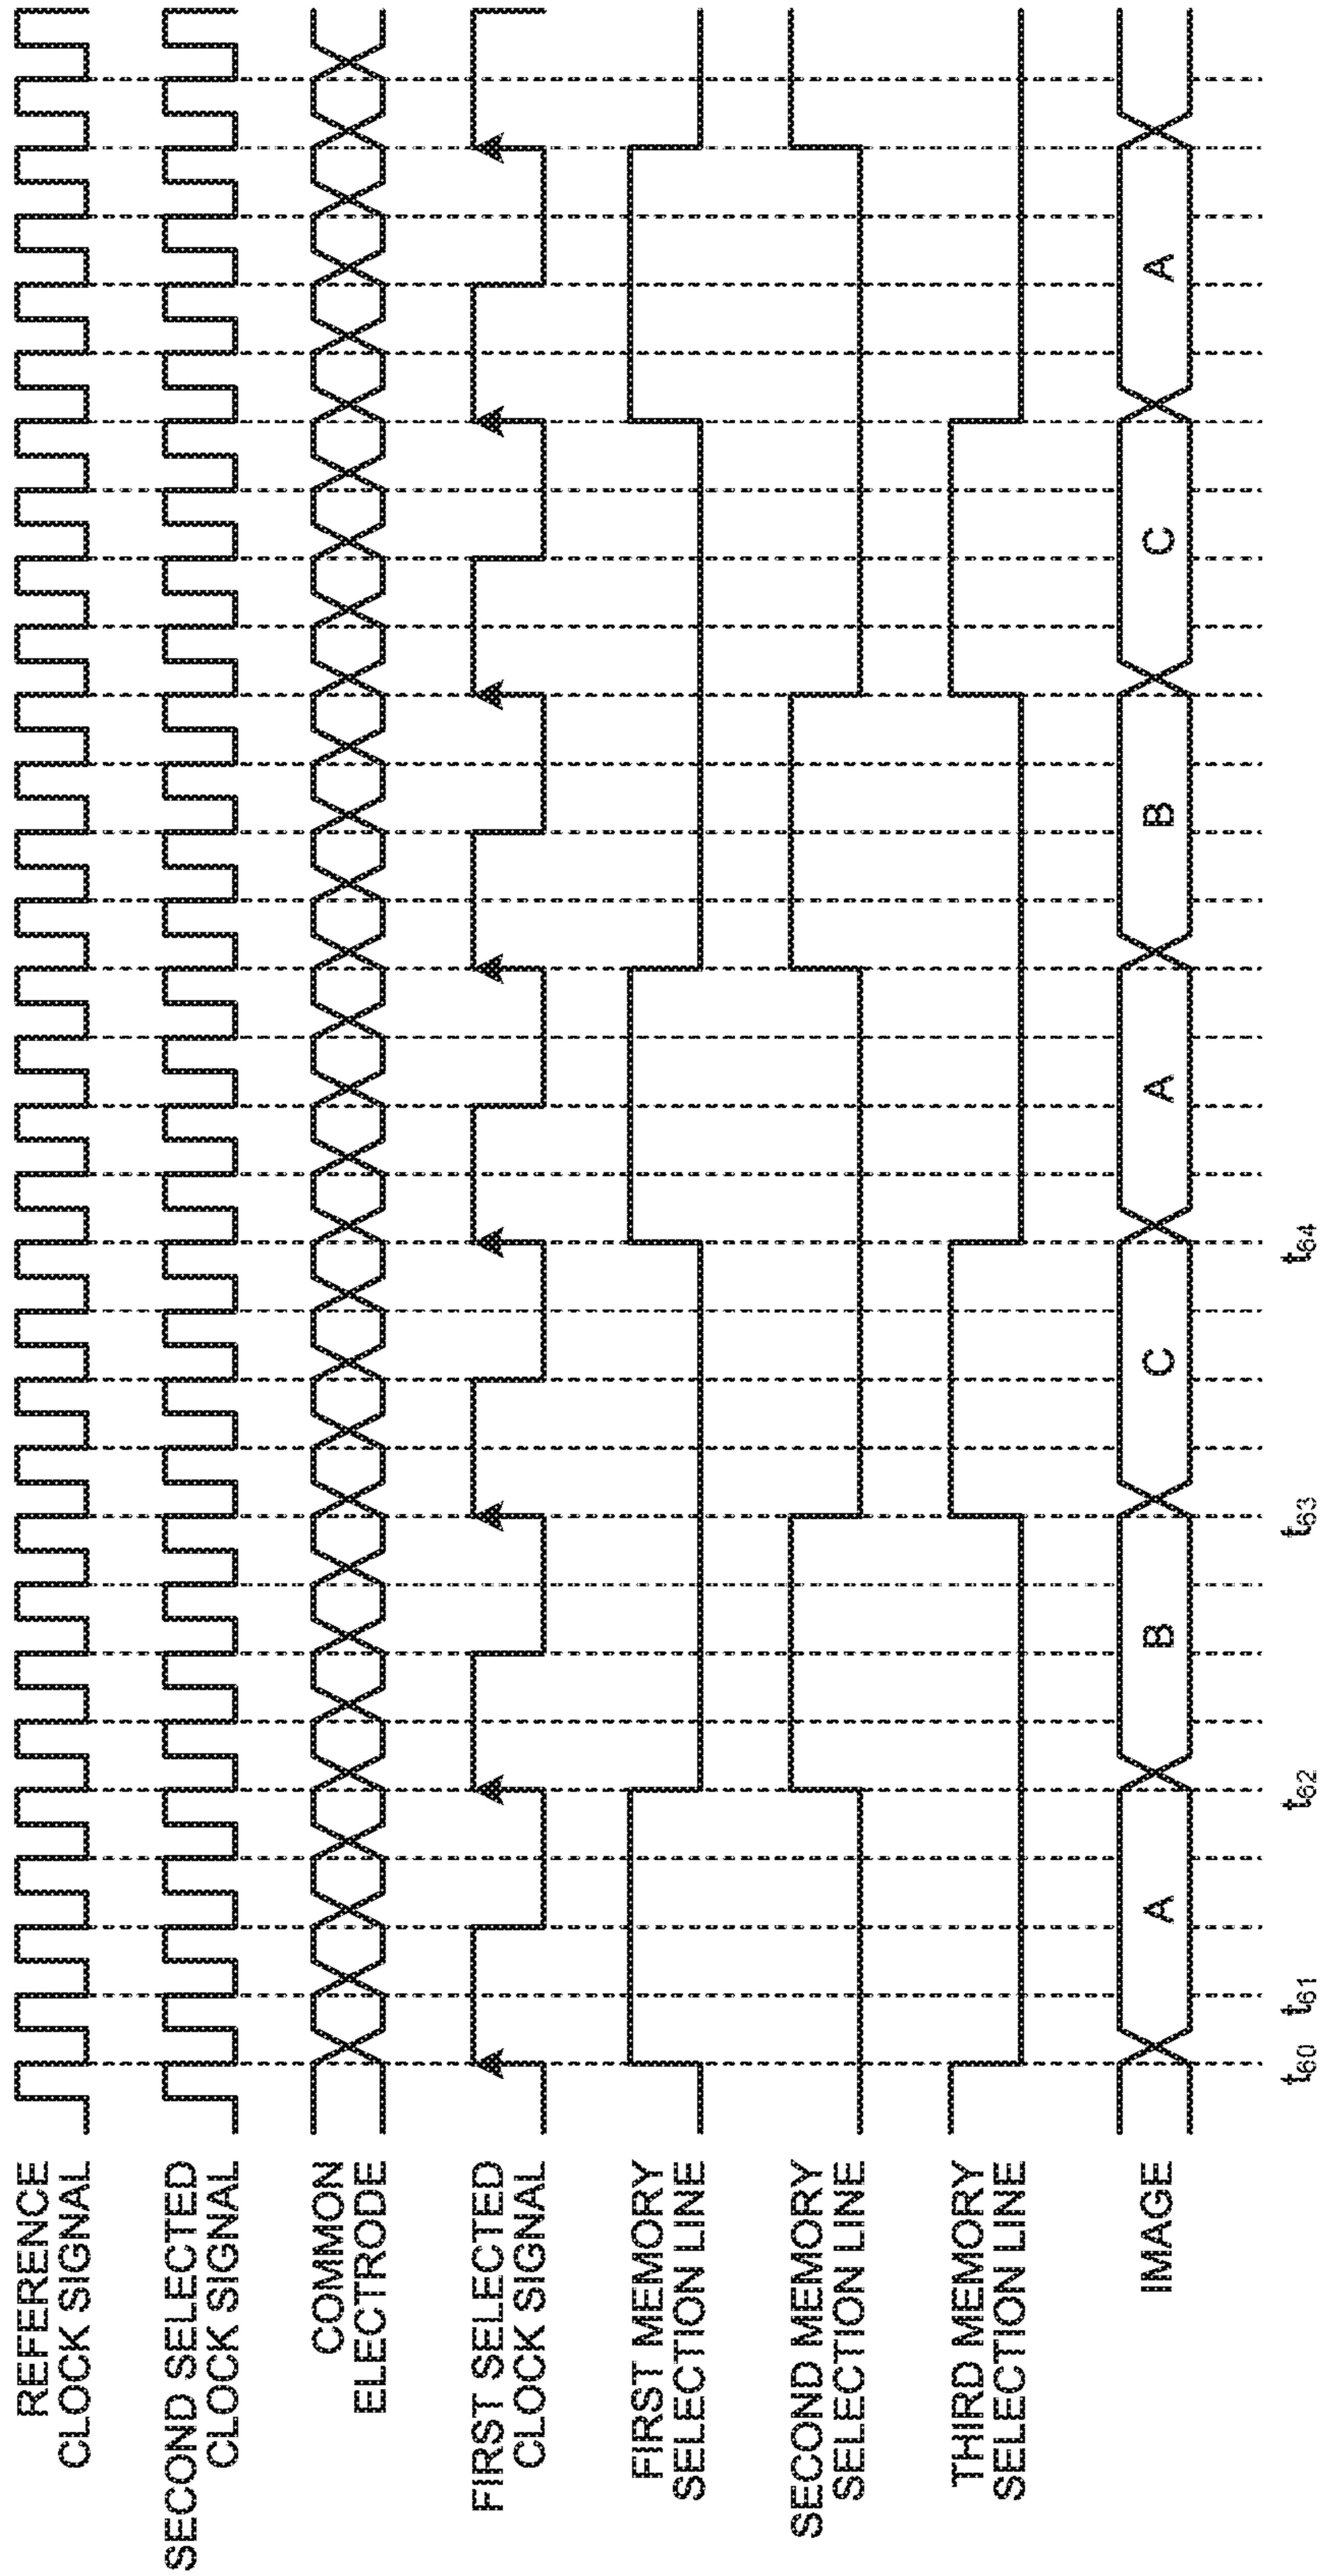 REFERENCE
CLOCK SIGNAL
SECOND SELECTED
CLOCK SIGNAL
COMMON
ELECTRODE
FIRST SELECTED
CLOCK SIGNAL
FIRST MEMORY
SELECTION LINE
SECOND MEMORY
SELECTION LINE
THIRD MEMORY
SELECTION LINE
IMAGE
A
B
C
A
B
C
A
t60
t61
t62
t63
t64